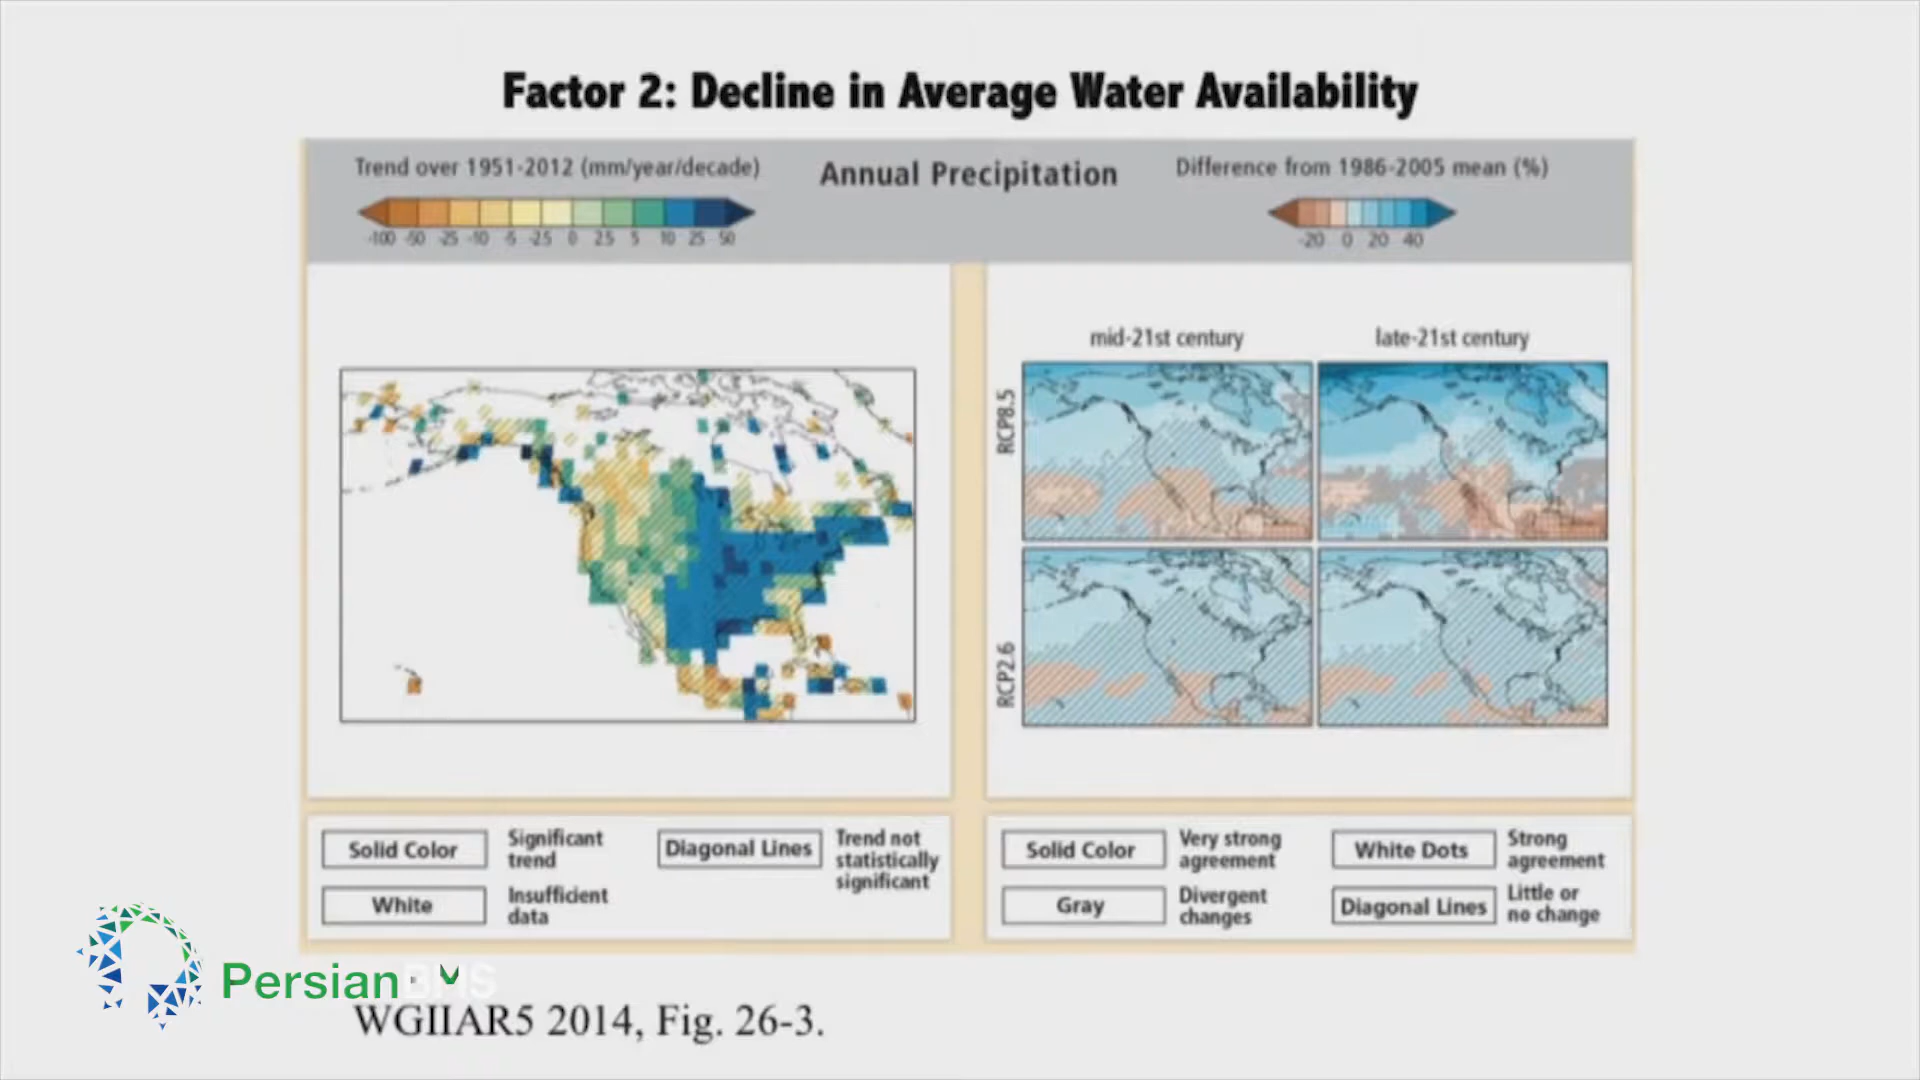 Factor 2: Decline in Average Water Availability
Trend over 1951-2012 (mm/year/decade)
Annual Precipitation
Difference from 1986-2005 mean (%)
-100 -50 -25 -10 -5 -2.5 0 2.5 5 10 25 50
-20 0 20 40
mid-21st century
late-21st century
RCP8.5
RCP2.6
Solid Color
Significant
trend
Diagonal Lines
Trend not
statistically
significant
White
Insufficient
data
Solid Color
Very strong
agreement
White Dots
Strong
agreement
Gray
Divergent
changes
Diagonal Lines
Little or
no change
PersianBMS
WGIIAR5 2014, Fig. 26-3.